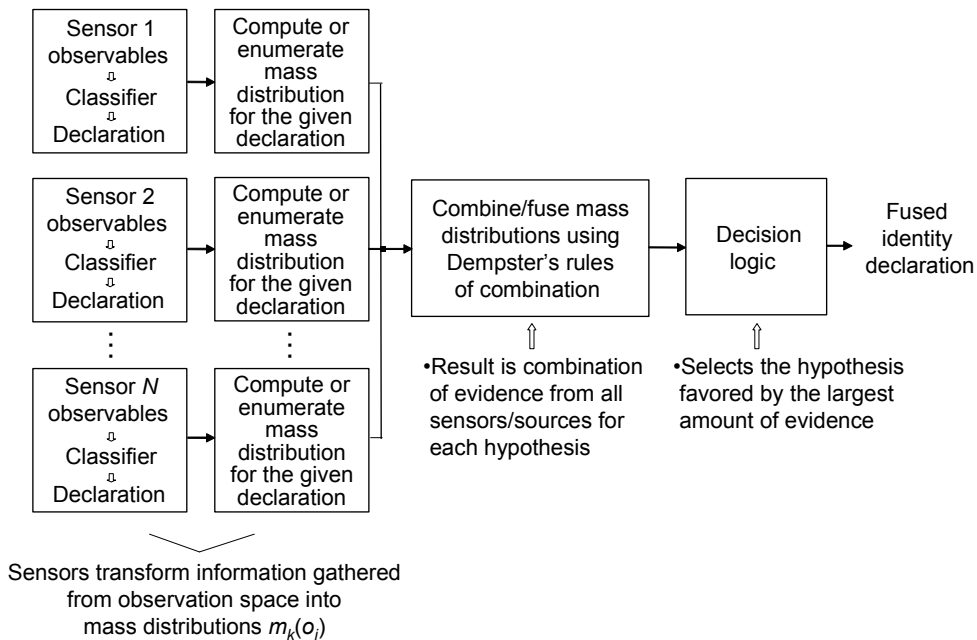 Sensor 1
observables
⇩
Classifier
⇩
Declaration
Compute or
enumerate
mass
distribution
for the given
declaration
Sensor 2
observables
⇩
Classifier
⇩
Declaration
Compute or
enumerate
mass
distribution
for the given
declaration
Sensor N
observables
⇩
Classifier
⇩
Declaration
Compute or
enumerate
mass
distribution
for the given
declaration
Sensors transform information gathered
from observation space into
mass distributions mₖ(oᵢ)
Combine/fuse mass
distributions using
Dempster’s rules
of combination
•Result is combination
of evidence from all
sensors/sources for
each hypothesis
Decision
logic
•Selects the hypothesis
favored by the largest
amount of evidence
Fused
identity
declaration